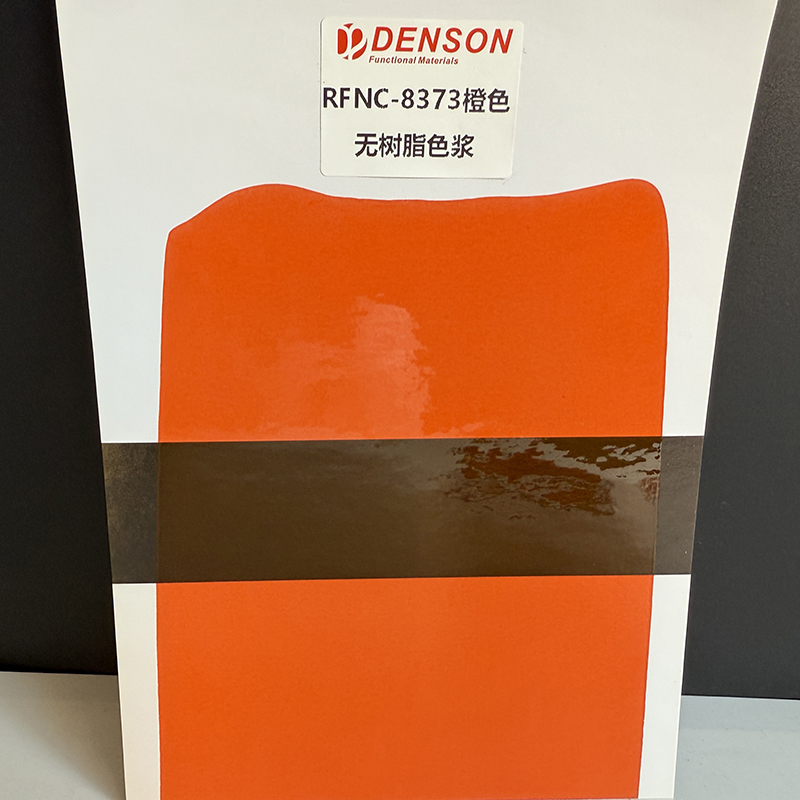 DENSON
Functional Materials
RFNC-8373橙色
无树脂色浆